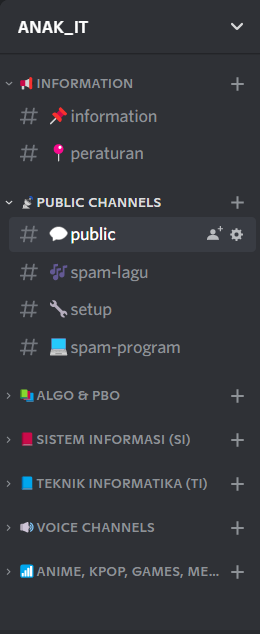 ANAK_IT
INFORMATION
information
peraturan
PUBLIC CHANNELS
public
spam-lagu
setup
spam-program
ALGO & PBO
SISTEM INFORMASI (SI)
TEKNIK INFORMATIKA (TI)
VOICE CHANNELS
ANIME, KPOP, GAMES, ME...